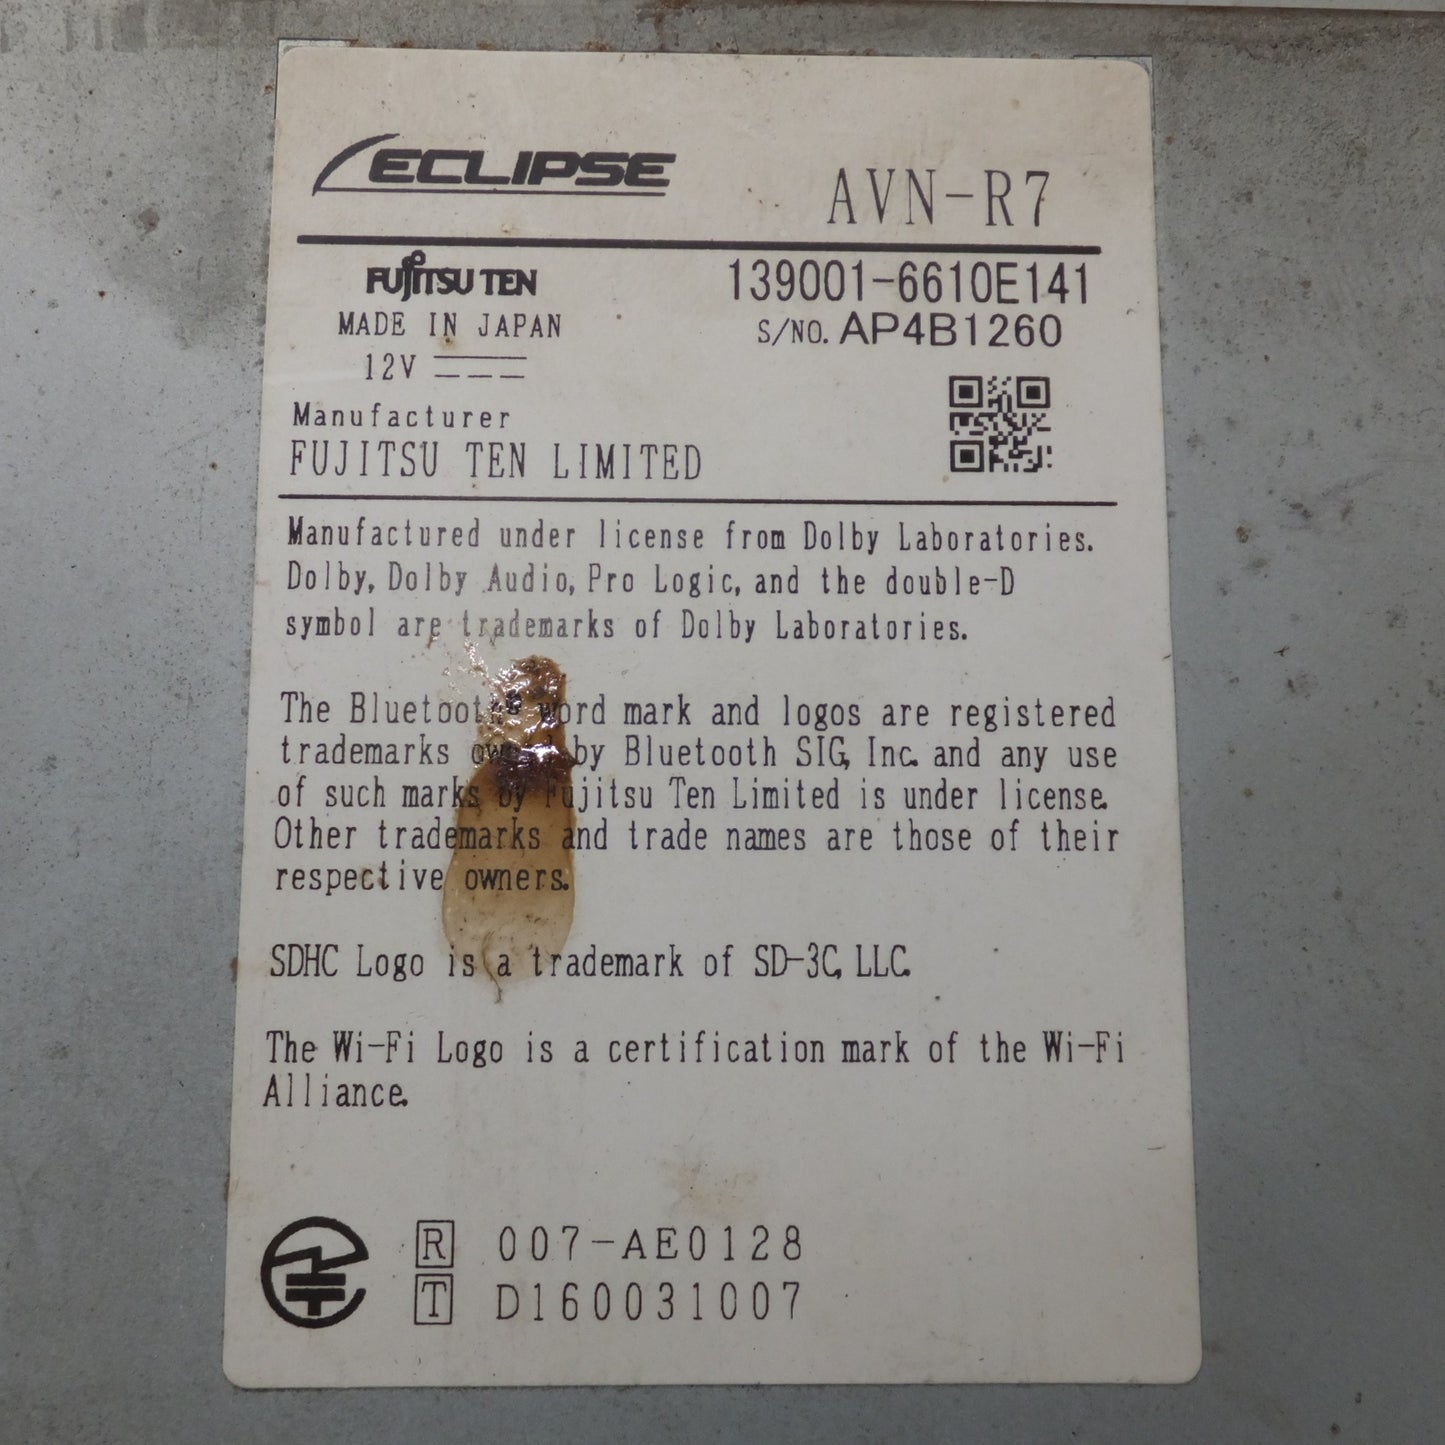 ECLIPSE
AVN-R7
FUJITSU TEN
139001-6610E141
MADE IN JAPAN
S/NO. AP4B1260
12V
Manufacturer
FUJITSU TEN LIMITED
Manufactured under license from Dolby Laboratories.
Dolby, Dolby Audio, Pro Logic, and the double-D
symbol are trademarks of Dolby Laboratories.
The Bluetooth® word mark and logos are registered
trademarks owned by Bluetooth SIG, Inc. and any use
of such marks by Fujitsu Ten Limited is under license.
Other trademarks and trade names are those of their
respective owners.
SDHC Logo is a trademark of SD-3C, LLC.
The Wi-Fi Logo is a certification mark of the Wi-Fi
Alliance.
R 007-AE0128
T D160031007